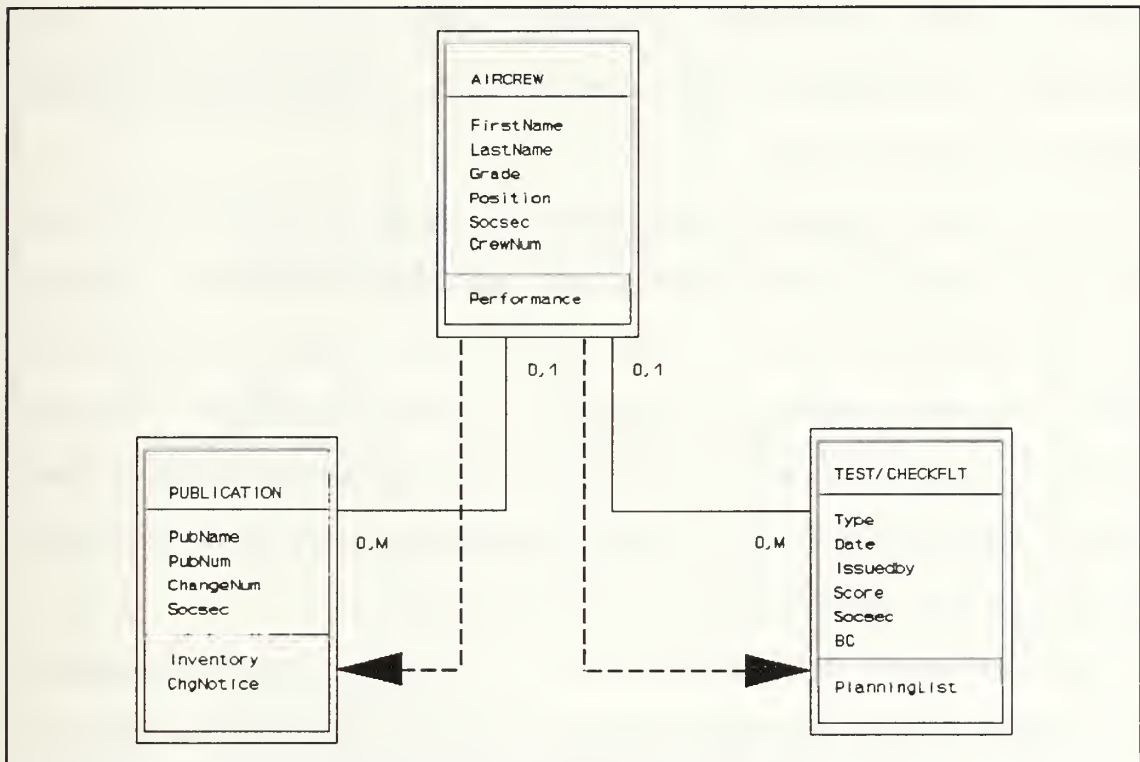 AIRCREW
FirstName
LastName
Grade
Position
Socsec
CrewNum
Performance
0,1
0,1
PUBLICATION
PubName
PubNum
ChangeNum
Socsec
Inventory
ChgNotice
0,M
TEST/CHECKFLT
Type
Date
Issuedby
Score
Socsec
BC
PlanningList
0,M